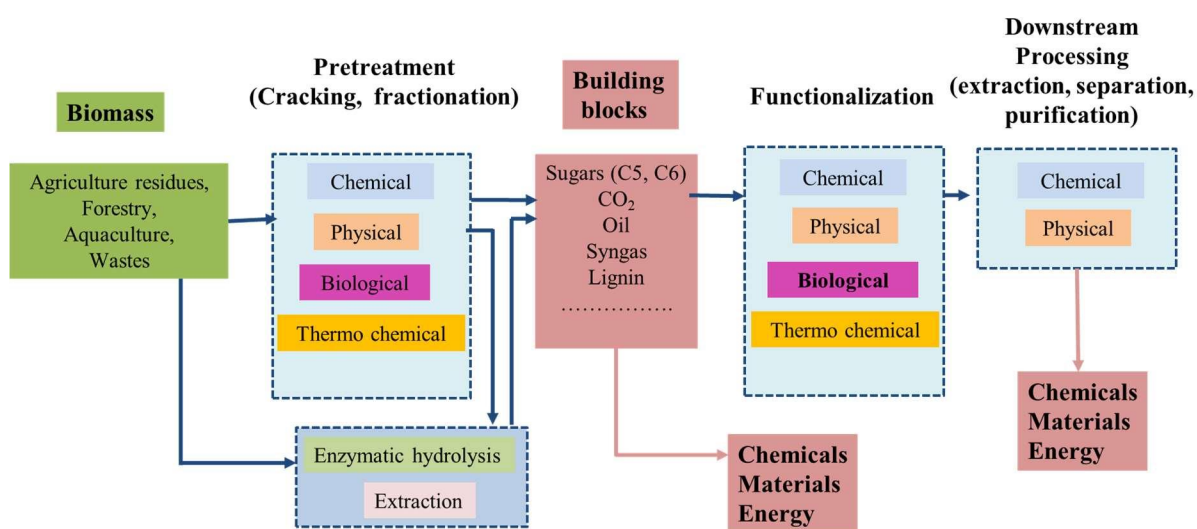 Biomass
Agriculture residues,
Forestry,
Aquaculture,
Wastes
Pretreatment
(Cracking, fractionation)
Chemical
Physical
Biological
Thermo chemical
Enzymatic hydrolysis
Extraction
Building
blocks
Sugars (C5, C6)
CO₂
Oil
Syngas
Lignin
.................
Chemicals
Materials
Energy
Functionalization
Chemical
Physical
Biological
Thermo chemical
Downstream
Processing
(extraction, separation,
purification)
Chemical
Physical
Chemicals
Materials
Energy